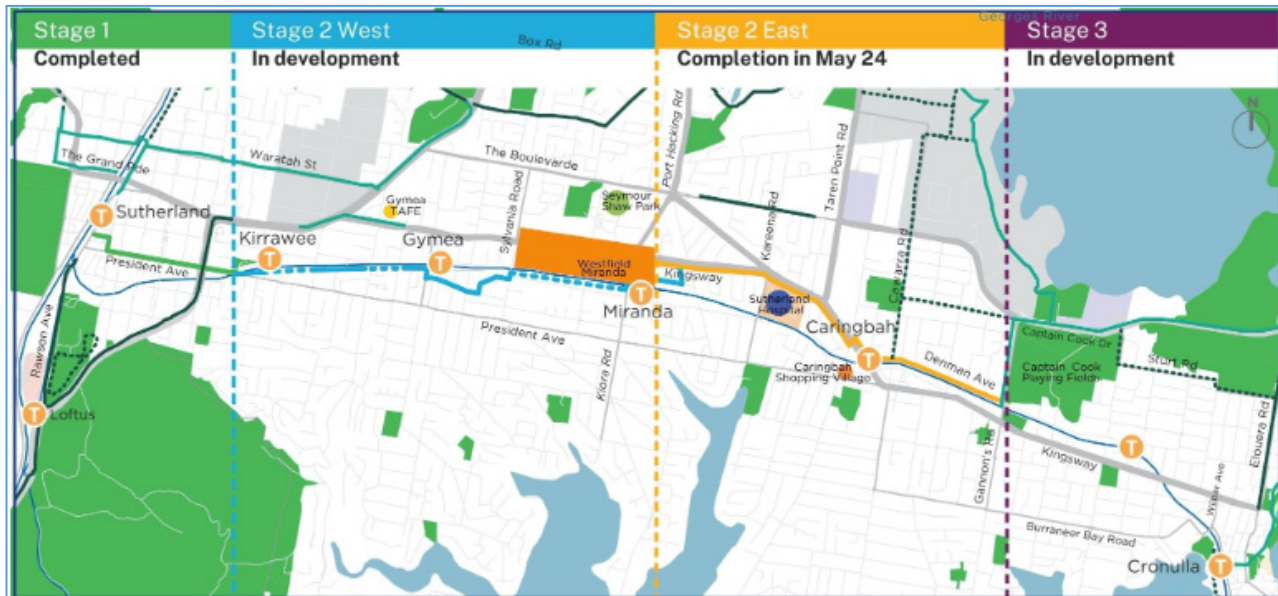 Stage 1
Completed
Stage 2 West
In development
Stage 2 East
Completion in May 24
Stage 3
In development
Georges River
Box Rd
N
The Grand
Waratah St
The Boulevarde
Port Hacking Rd
Taren Point Rd
Sylvania Road
Seymour
Shaw Park
Kareena Rd
Gymea
TAFE
T
Sutherland
Kirrawee
T
Gymea
T
President Ave
Westfield
Miranda
Kingsway
T
Miranda
Sutherland
Hospital
Caringbah
T
Caringbah
Shopping Village
Denman Ave
Captain Cook Dr
Captain Cook
Playing Fields
Sturt Rd
Rawson Ave
T
Loftus
President Ave
Kiora Rd
Gannon's Rd
Kingsway
T
Elouera Rd
Burraneer Bay Road
Cronulla
T